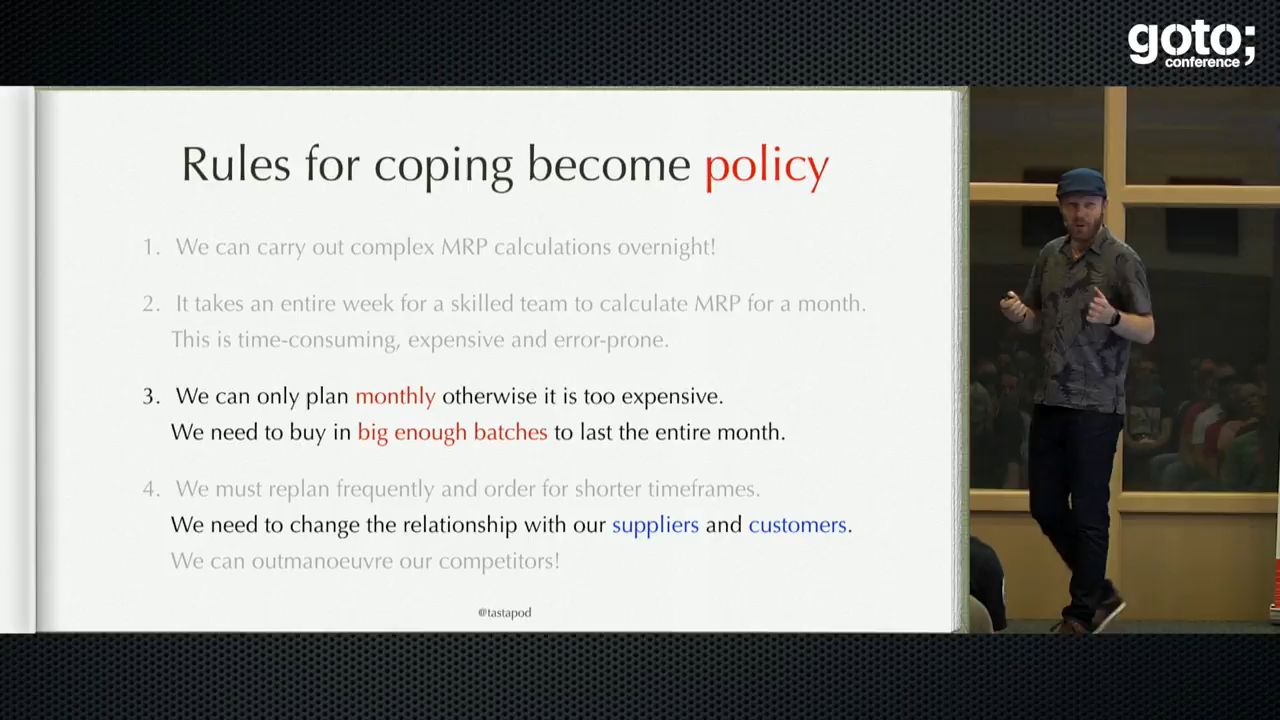 goto;
conference
Rules for coping become policy
1. We can carry out complex MRP calculations overnight!
2. It takes an entire week for a skilled team to calculate MRP for a month.
This is time-consuming, expensive and error-prone.
3. We can only plan monthly otherwise it is too expensive.
We need to buy in big enough batches to last the entire month.
4. We must replan frequently and order for shorter timeframes.
We need to change the relationship with our suppliers and customers.
We can outmanoeuvre our competitors!
@tastapod